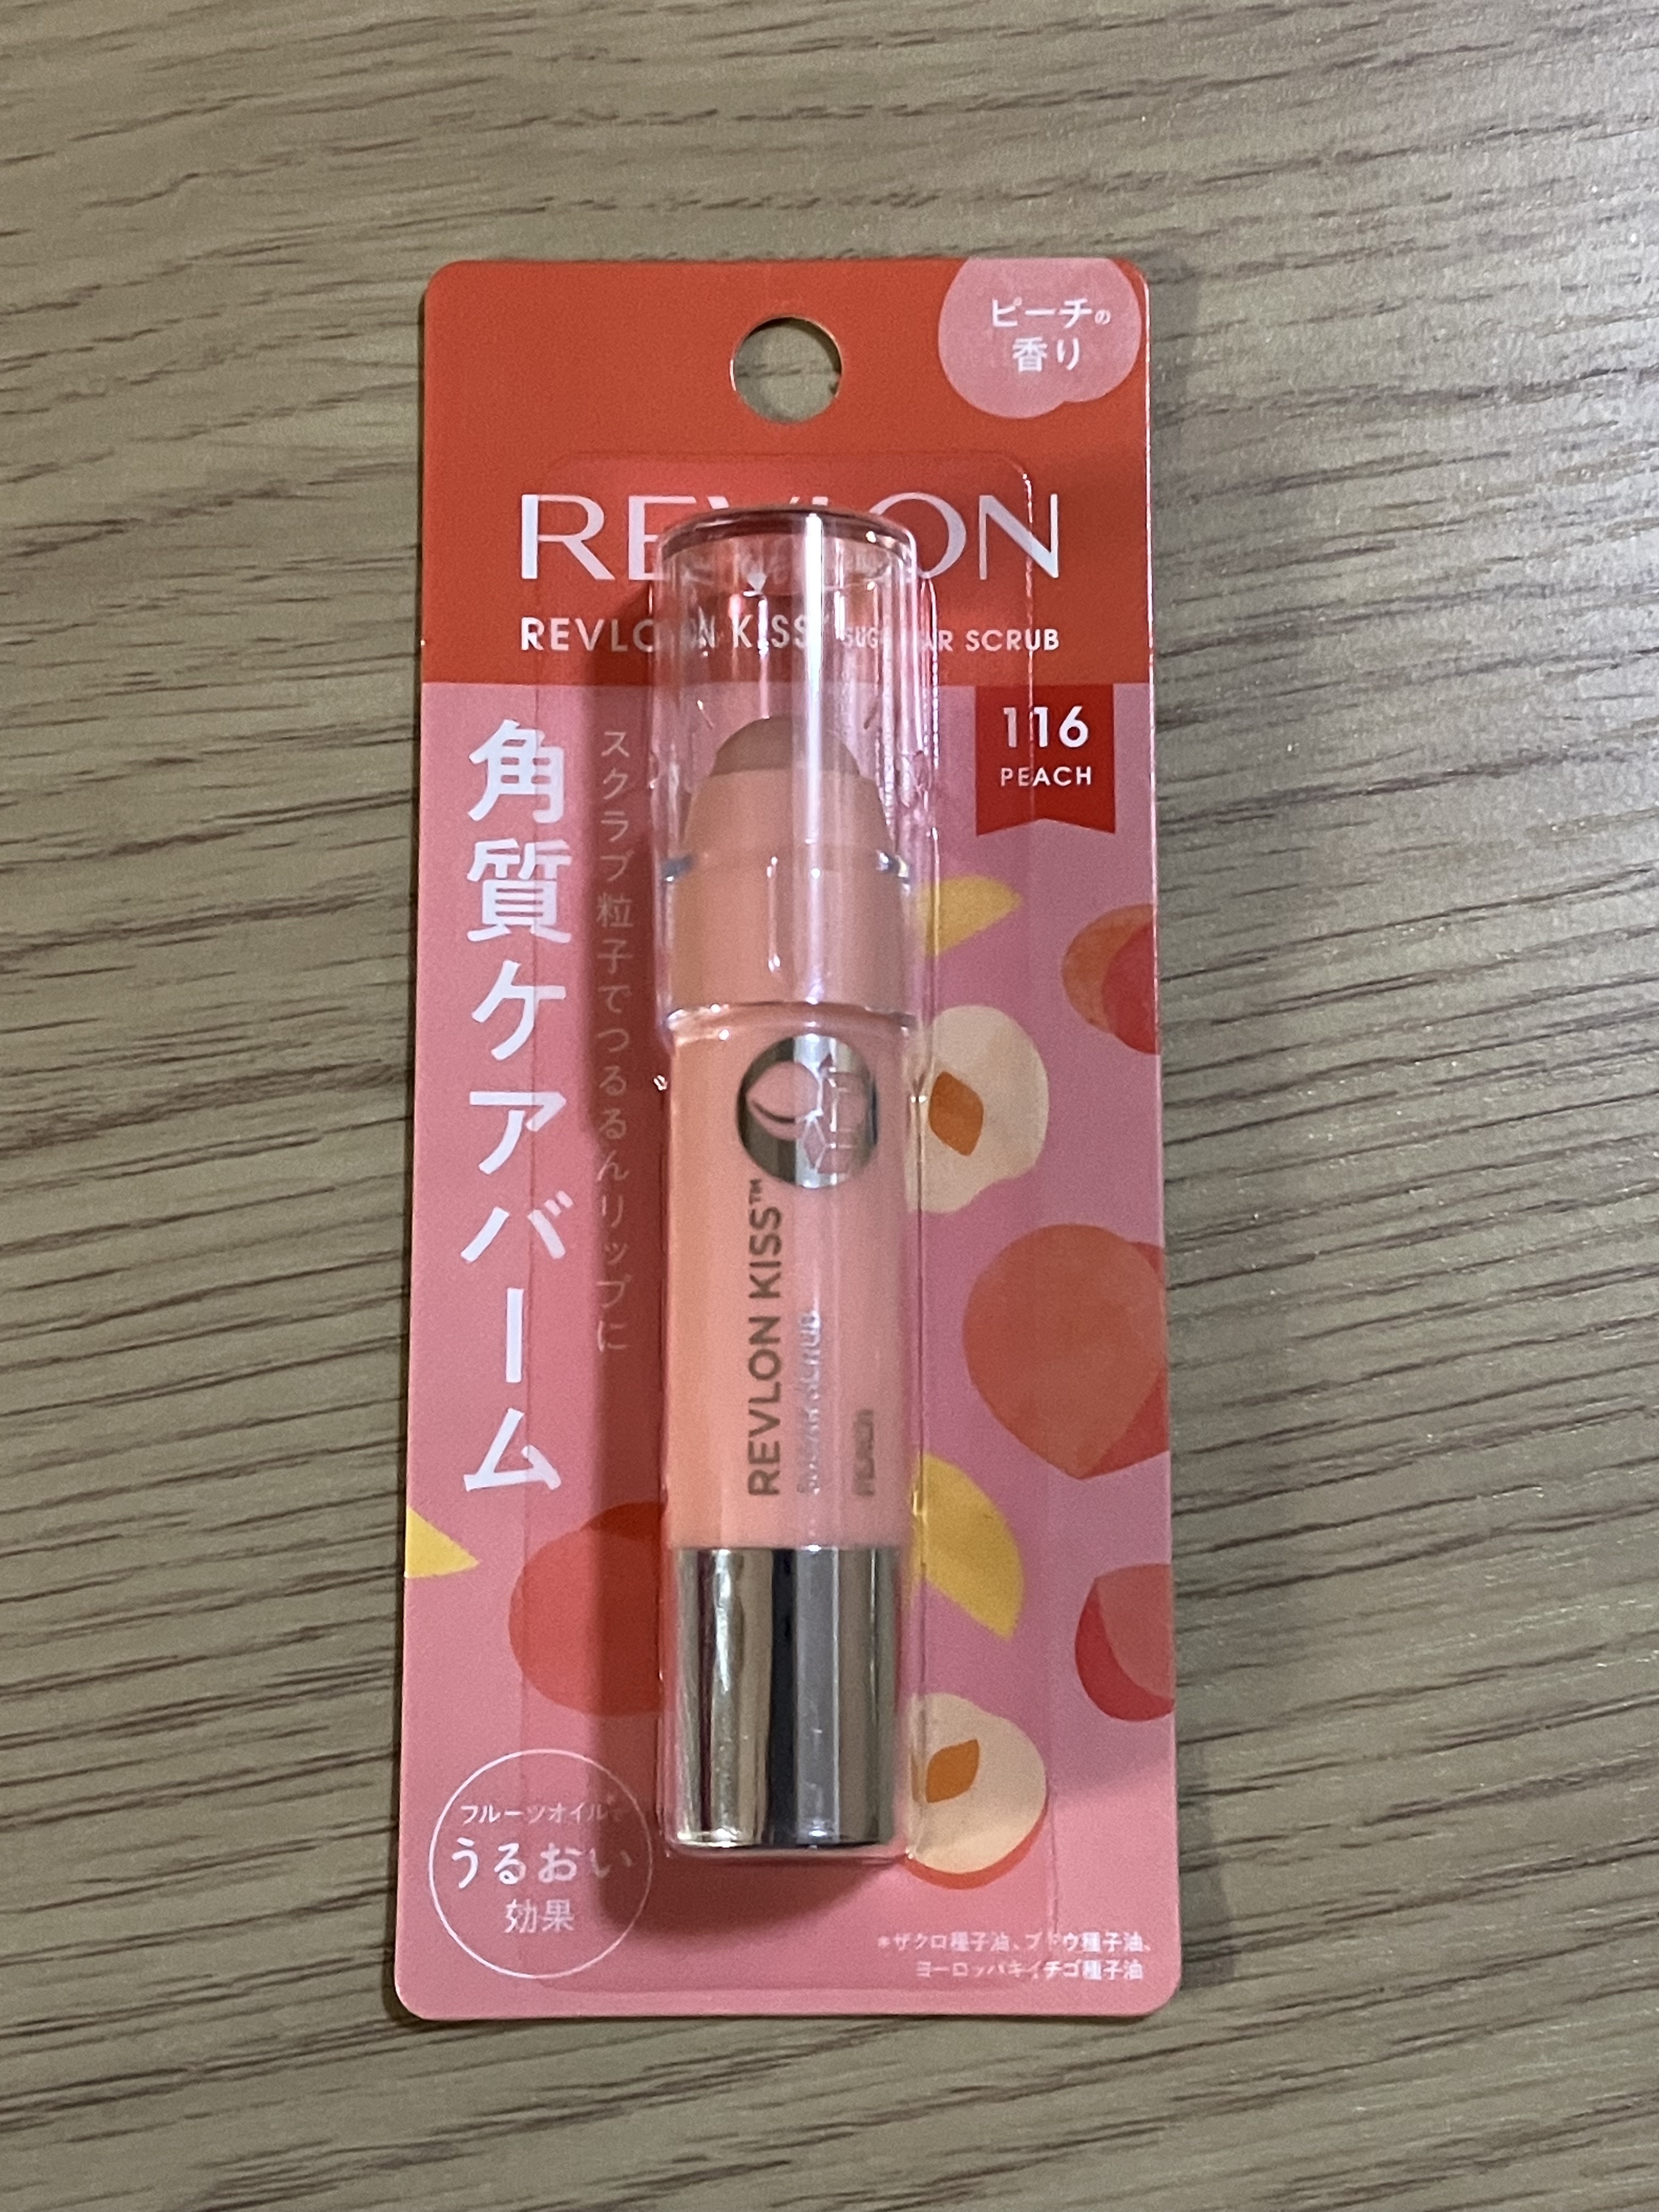 ピーチの
香り
REVLON
REVLON KISS SUGAR SCRUB
116
PEACH
スクラブ粒子でつるるんリップに
角質ケアバーム
REVLON KISS™
SUGAR SCRUB
PEACH
フルーツオイル*で
うるおい
効果
*ザクロ種子油、ブドウ種子油、
ヨーロッパキイチゴ種子油